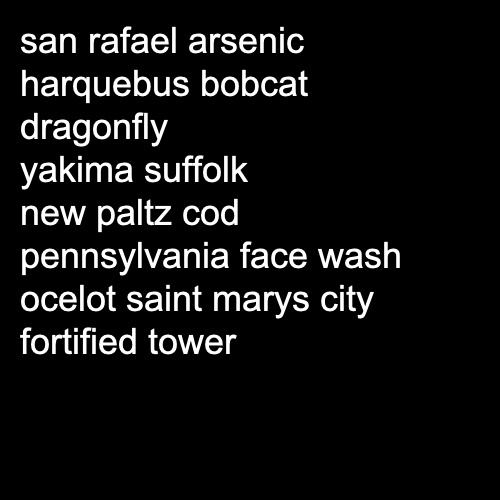 san rafael arsenic
harquebus bobcat
dragonfly
yakima suffolk
new paltz cod
pennsylvania face wash
ocelot saint marys city
fortified tower